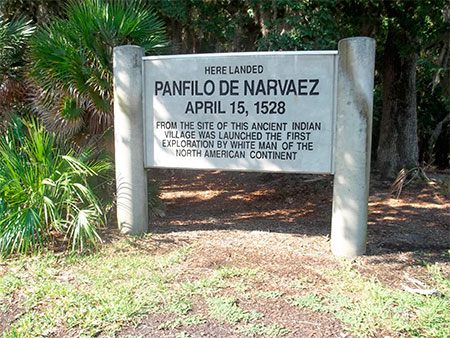 HERE LANDED
PANFILO DE NARVAEZ
APRIL 15, 1528
FROM THE SITE OF THIS ANCIENT INDIAN
VILLAGE WAS LAUNCHED THE FIRST
EXPLORATION BY WHITE MAN OF THE
NORTH AMERICAN CONTINENT